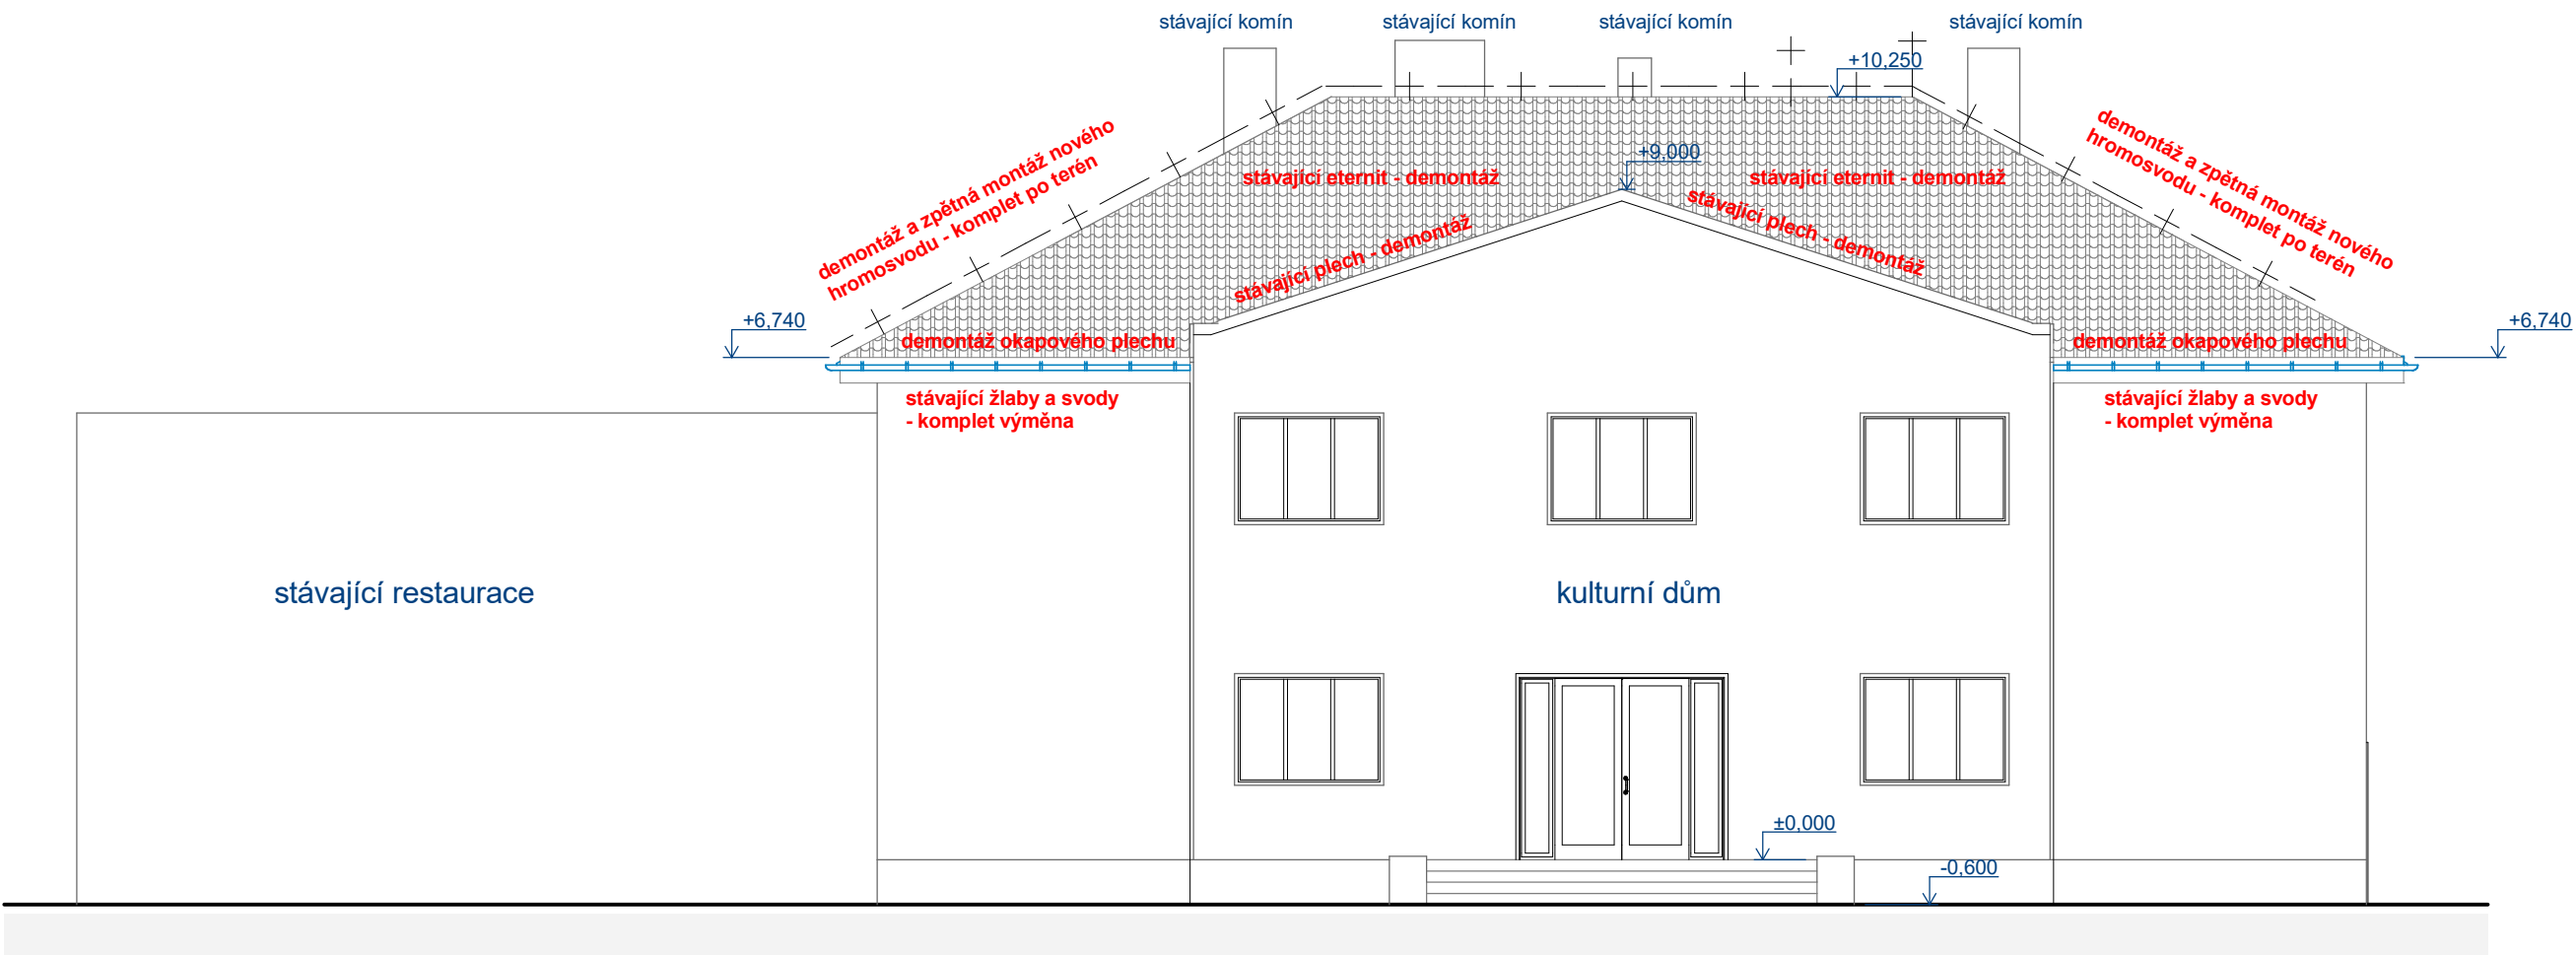 stávající komín
stávající komín
stávající komín
stávající komín
+10,250
demontáž a zpětná montáž nového
hromosvodu - komplet po terén
demontáž a zpětná montáž nového
hromosvodu - komplet po terén
+9,000
stávající eternit - demontáž
stávající eternit - demontáž
stávající plech - demontáž
stávající plech - demontáž
+6,740
+6,740
demontáž okapového plechu
demontáž okapového plechu
stávající žlaby a svody
- komplet výměna
stávající žlaby a svody
- komplet výměna
stávající restaurace
kulturní dům
±0,000
-0,600